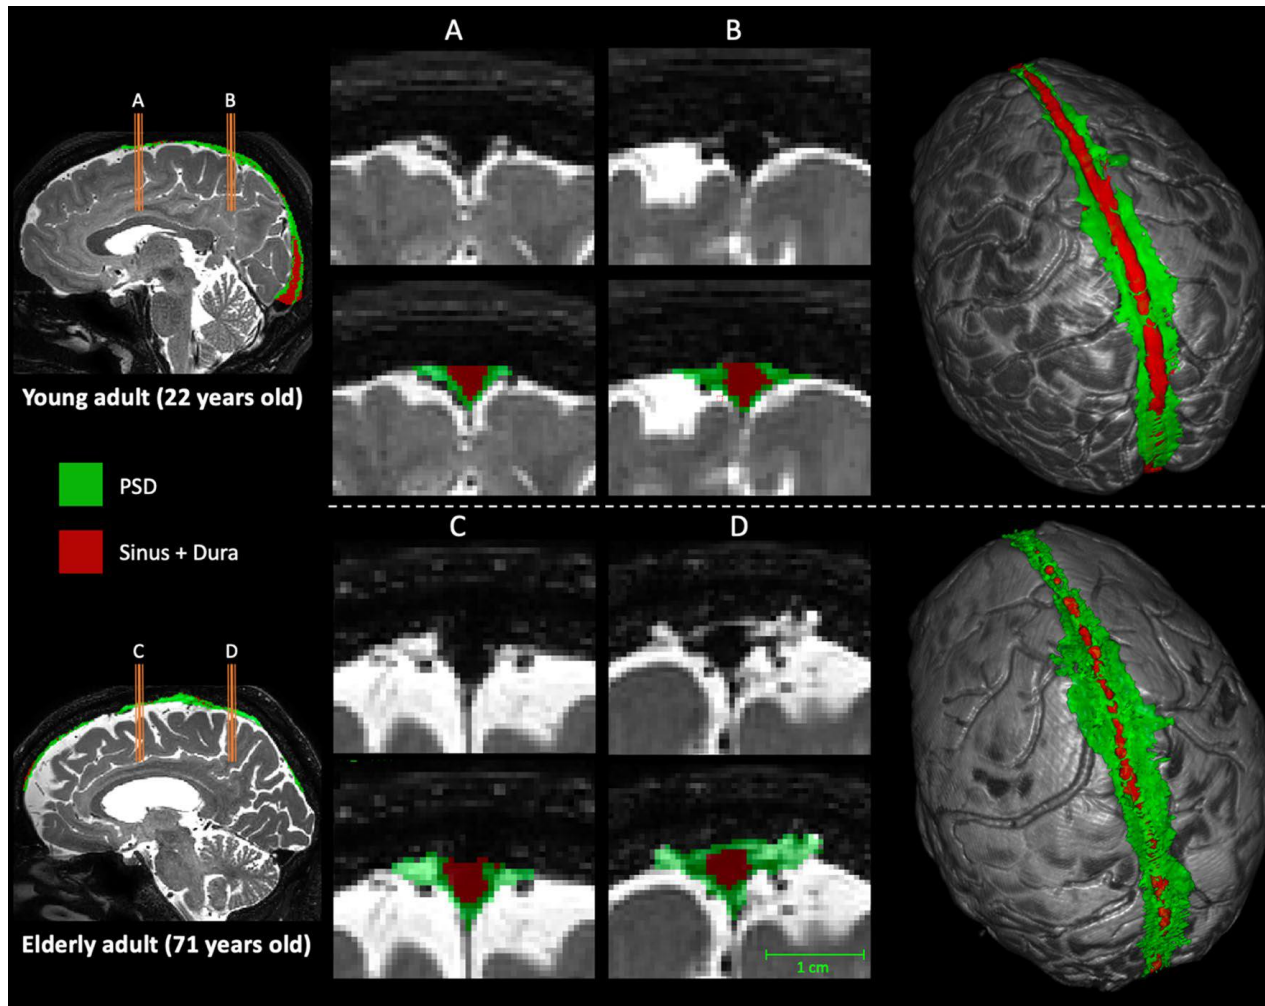 A
B
A
B
Young adult (22 years old)
PSD
Sinus + Dura
C
D
C
D
Elderly adult (71 years old)
1 cm